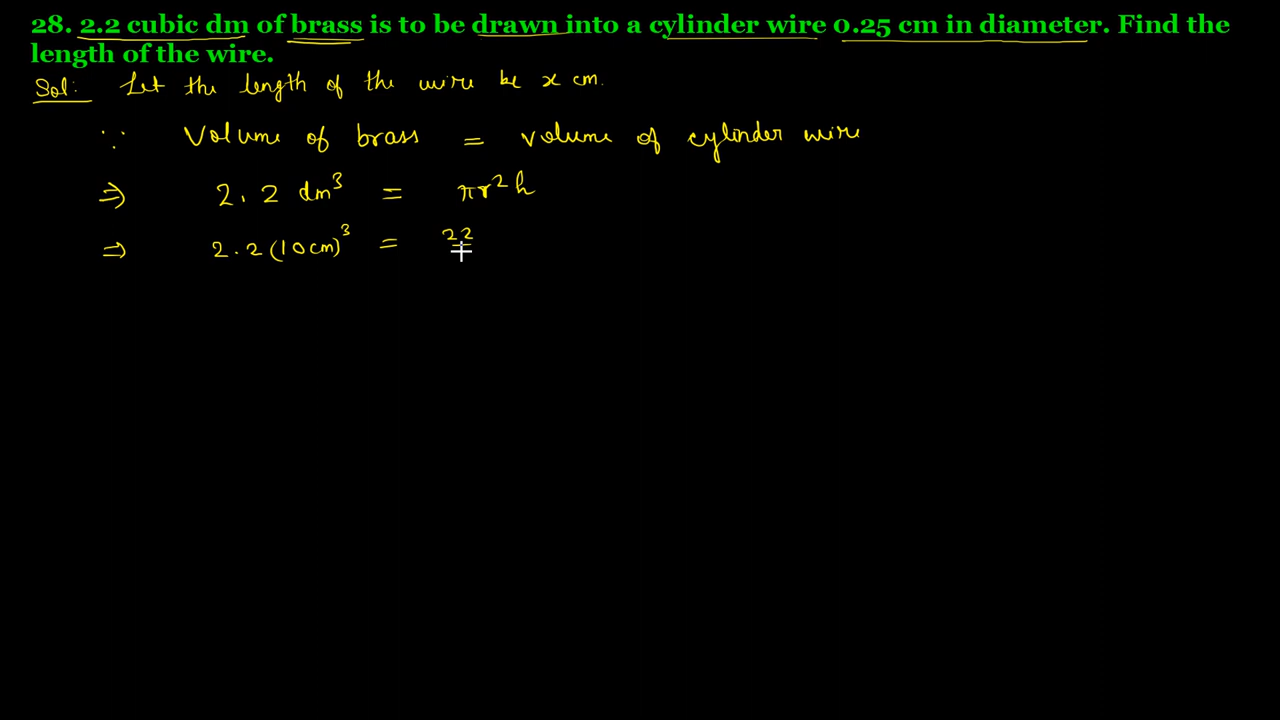 28. 2.2 cubic dm of brass is to be drawn into a cylinder wire 0.25 cm in diameter. Find the
length of the wire.
Sol: Let the length of the wire be x cm.
∵ Volume of brass = volume of cylinder wire
⇒ 2.2 dm³ = πr²h
⇒ 2.2 (10 cm)³ = 22